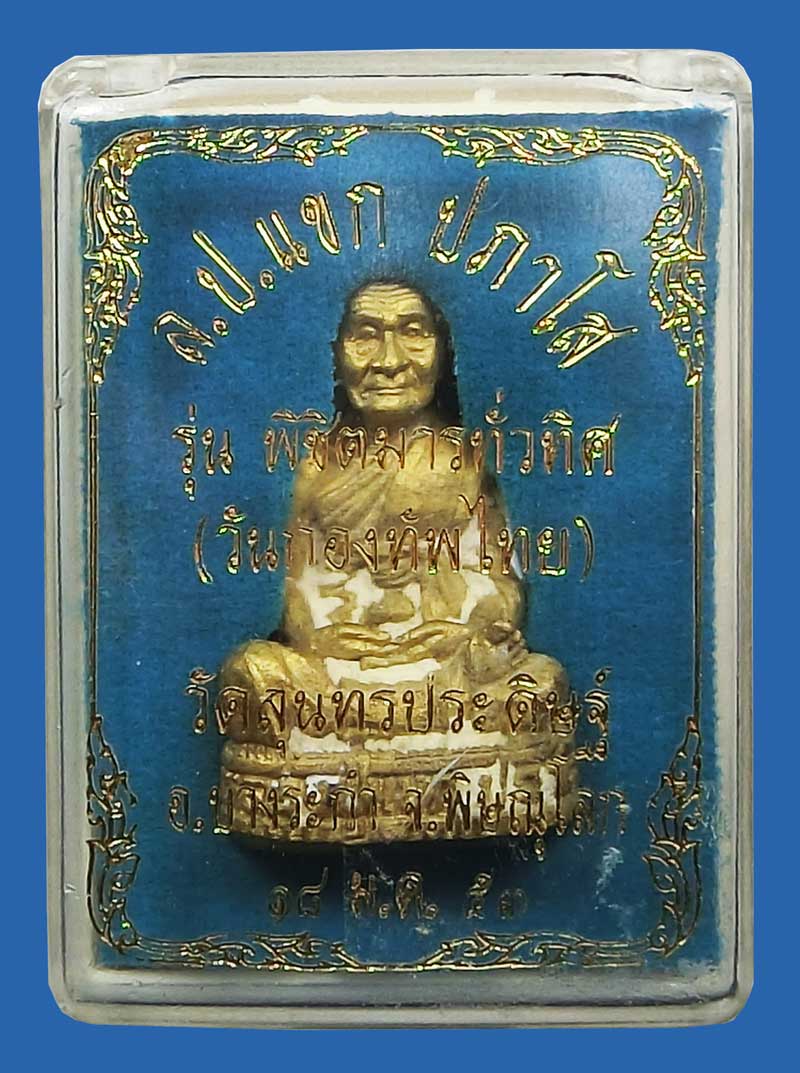 ล.ป.แขก ปภาโส
รุ่น พิชิตมารทั่วทิศ
(วันกองทัพไทย)
วัดสุนทรประดิษฐ์
อ.บางระกำ จ.พิษณุโลก
๑๘ ม.ค. ๕๓